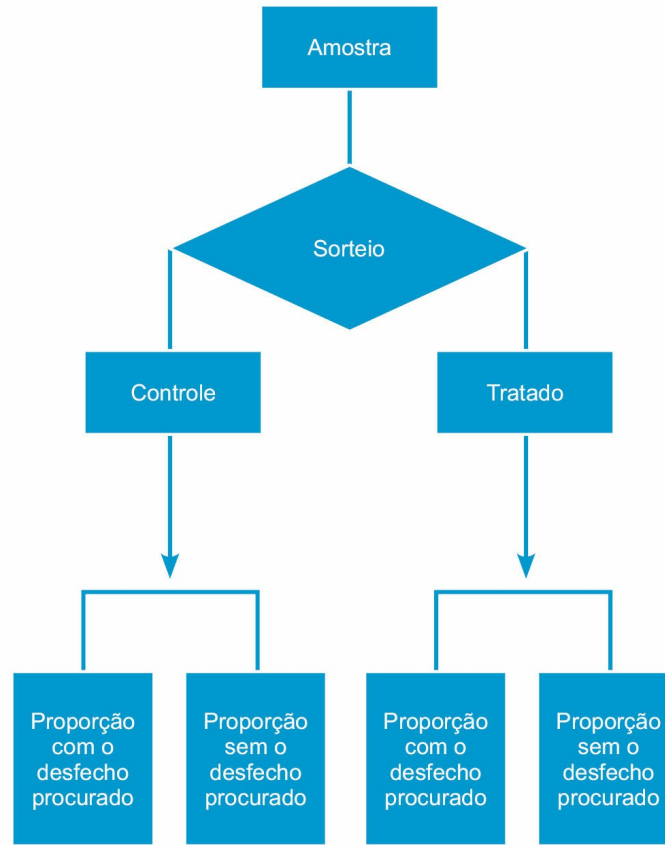 Amostra
Sorteio
Controle
Tratado
Proporção
com o
desfecho
procurado
Proporção
sem o
desfecho
procurado
Proporção
com o
desfecho
procurado
Proporção
sem o
desfecho
procurado